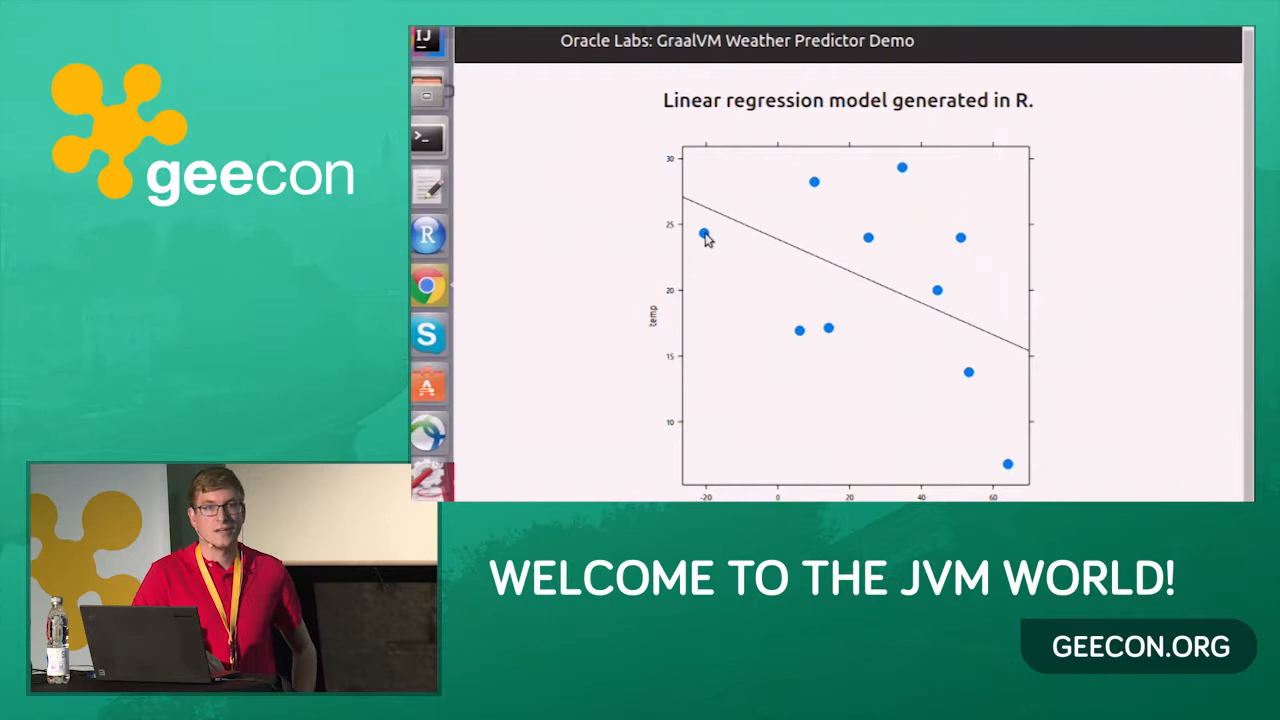 geecon
IJ
Oracle Labs: GraalVM Weather Predictor Demo
Linear regression model generated in R.
30
25
20
15
10
temp
-20 0 20 40 60
R
S
WELCOME TO THE JVM WORLD!
GEECON.ORG